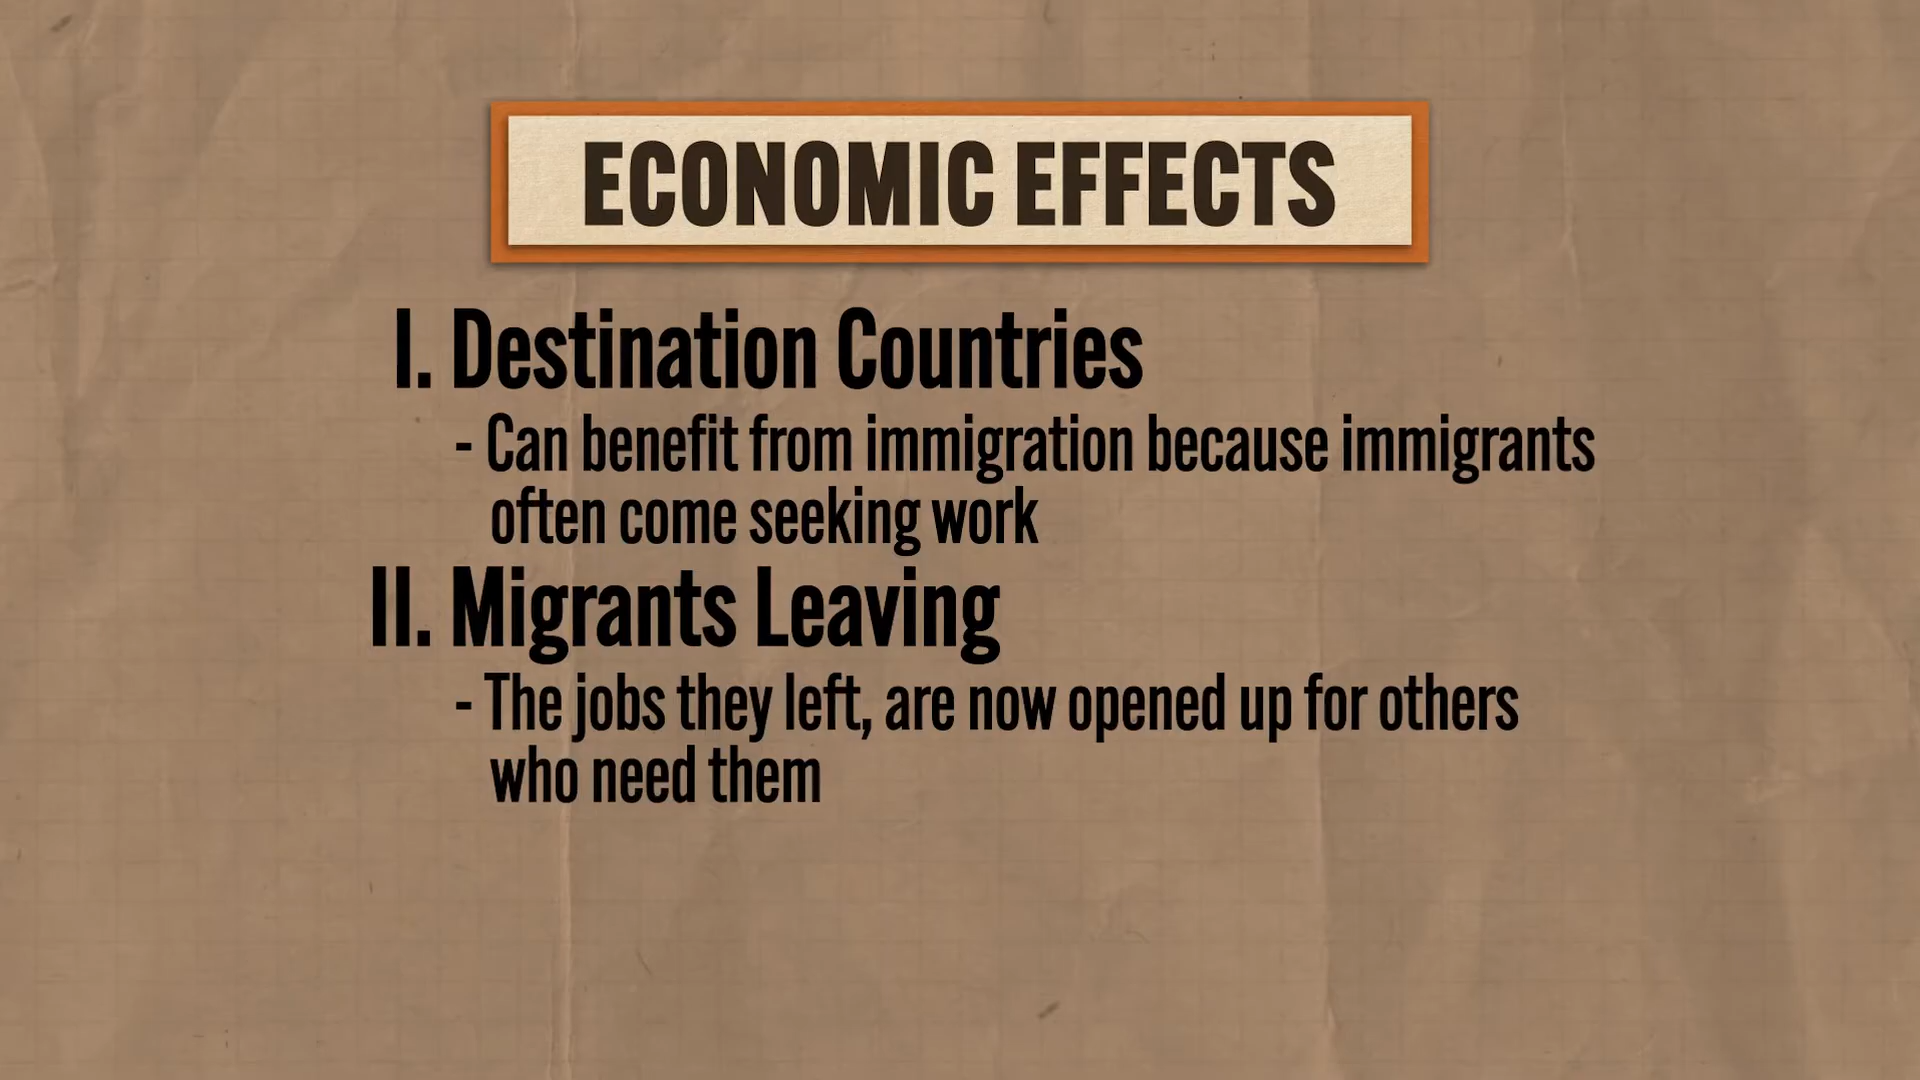 ECONOMIC EFFECTS
I. Destination Countries
- Can benefit from immigration because immigrants
often come seeking work
II. Migrants Leaving
- The jobs they left, are now opened up for others
who need them